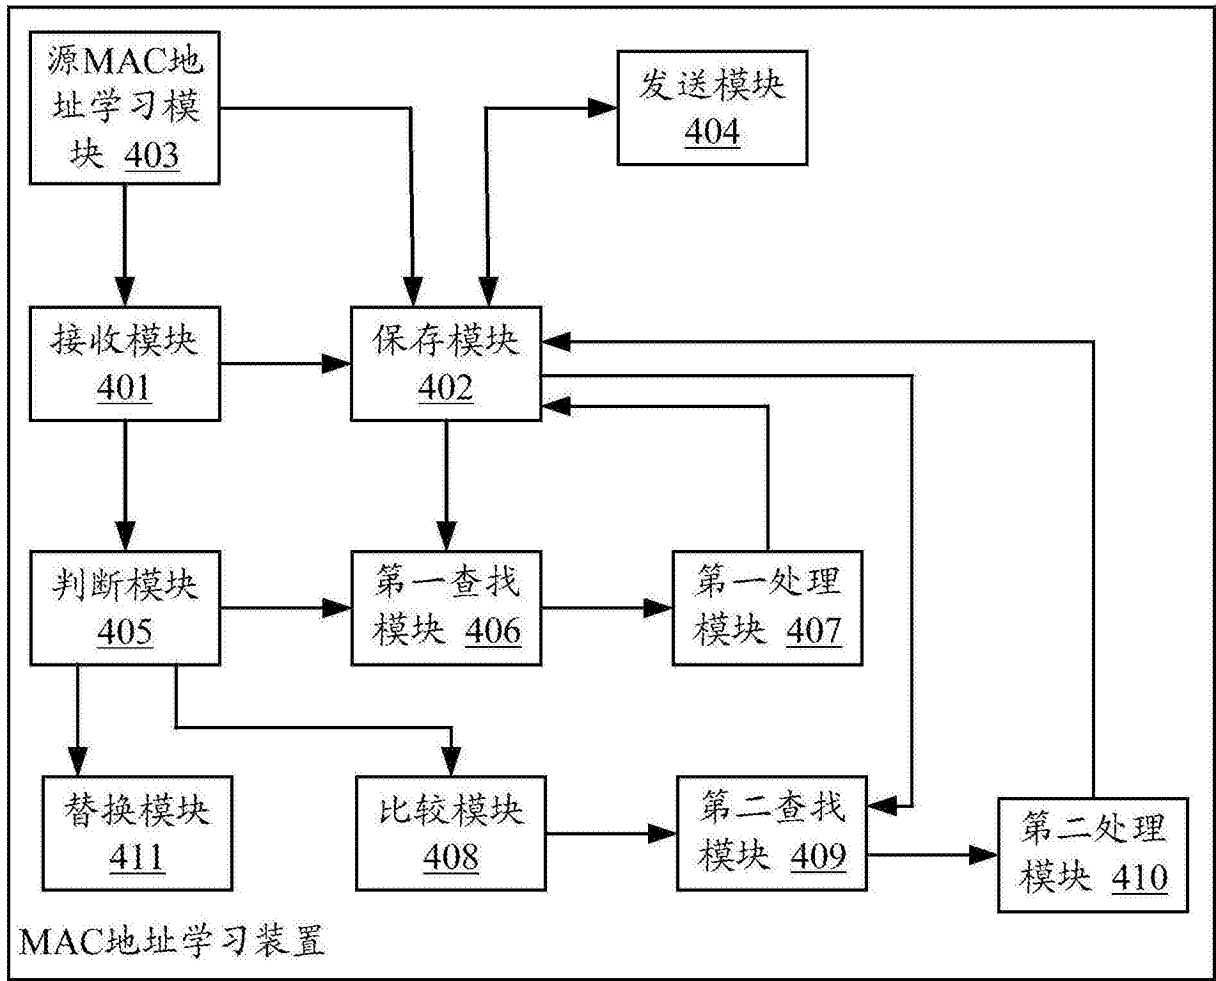 源MAC地
址学习模
块 403
发送模块
404
接收模块
401
保存模块
402
判断模块
405
第一查找
模块 406
第一处理
模块 407
替换模块
411
比较模块
408
第二查找
模块 409
第二处理
模块 410
MAC地址学习装置